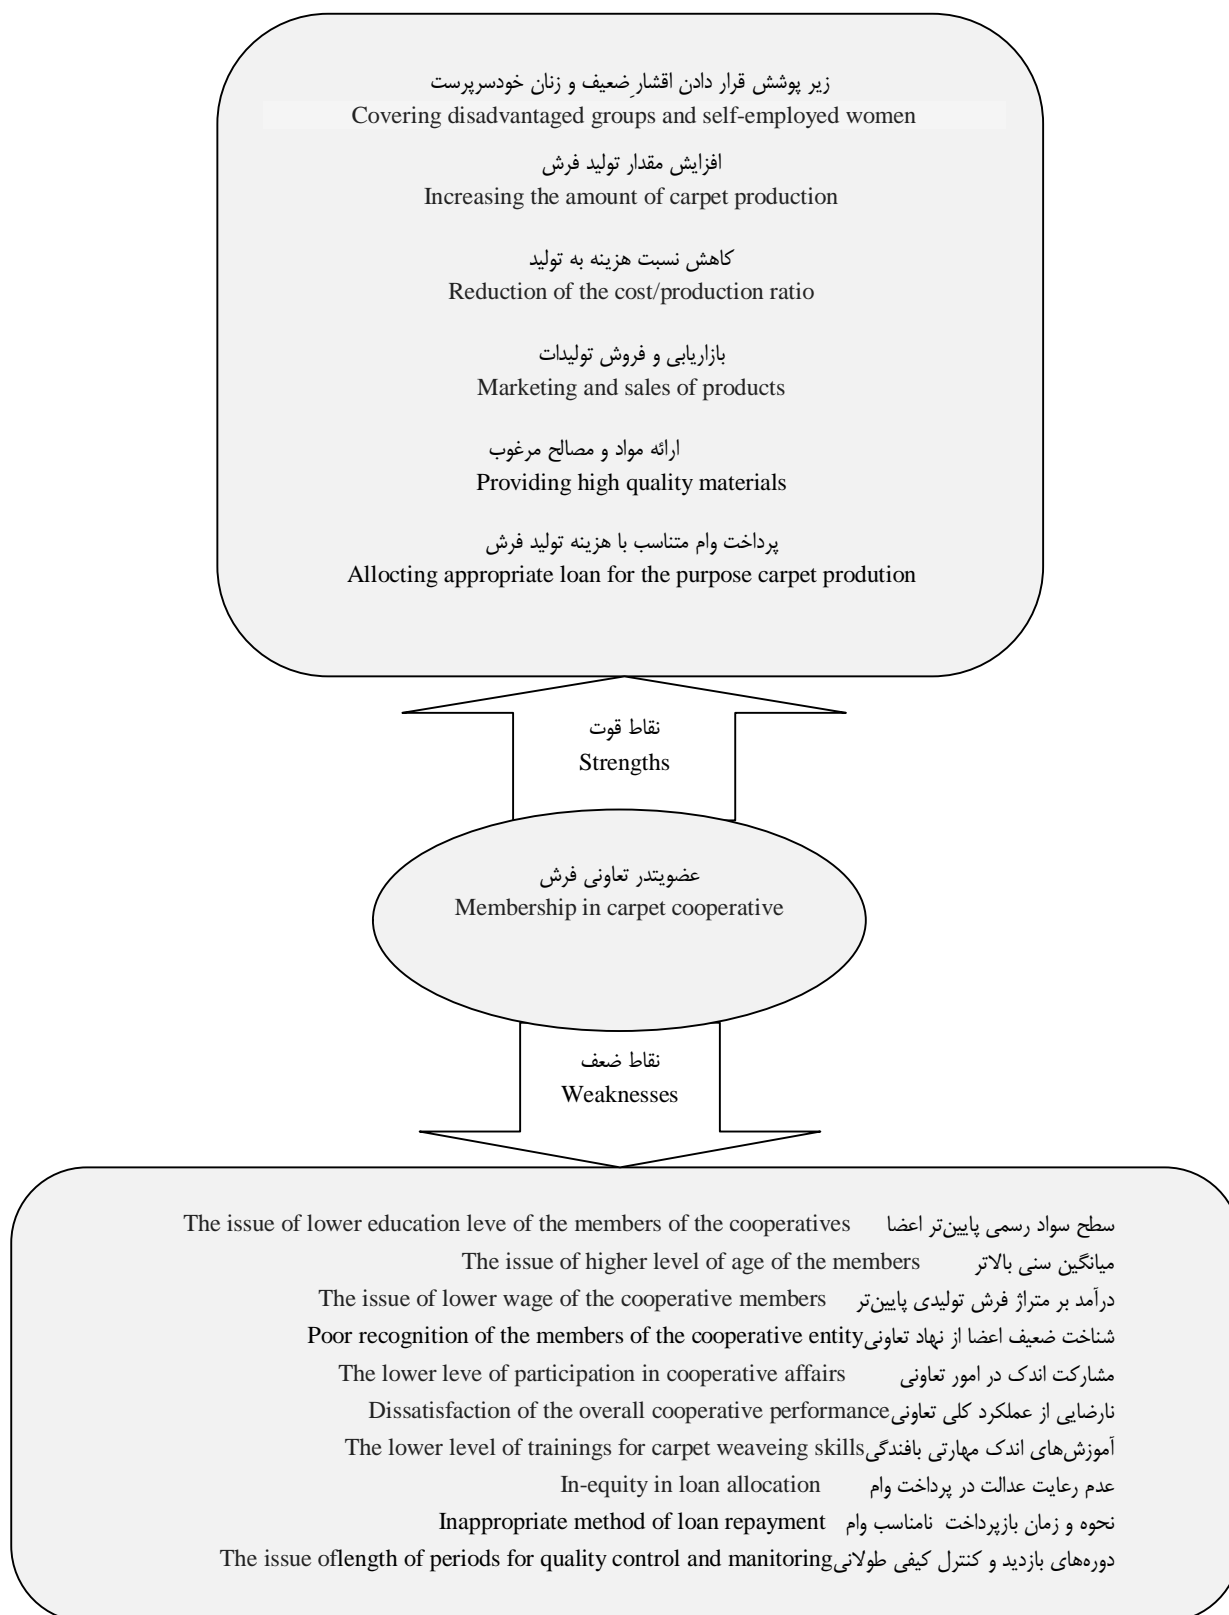 زیر پوشش قرار دادن اقشار ِضعیف و زنان خودسرپرست
Covering disadvantaged groups and self-employed women
افزایش مقدار تولید فرش
Increasing the amount of carpet production
کاهش نسبت هزینه به تولید
Reduction of the cost/production ratio
بازاریابی و فروش تولیدات
Marketing and sales of products
ارائه مواد و مصالح مرغوب
Providing high quality materials
پرداخت وام متناسب با هزینه تولید فرش
Allocting appropriate loan for the purpose carpet prodution
نقاط قوت
Strengths
عضویتدر تعاونی فرش
Membership in carpet cooperative
نقاط ضعف
Weaknesses
سطح سواد رسمی پایین‌تر اعضا The issue of lower education leve of the members of the cooperatives
میانگین سنی بالاتر The issue of higher level of age of the members
درآمد بر متراژ فرش تولیدی پایین‌تر The issue of lower wage of the cooperative members
شناخت ضعیف اعضا از نهاد تعاونی Poor recognition of the members of the cooperative entity
مشارکت اندک در امور تعاونی The lower leve of participation in cooperative affairs
نارضایی از عملکرد کلی تعاونی Dissatisfaction of the overall cooperative performance
آموزش‌های اندک مهارتی بافندگی The lower level of trainings for carpet weaveing skills
عدم رعایت عدالت در پرداخت وام In-equity in loan allocation
نحوه و زمان بازپرداخت نامناسب وام Inappropriate method of loan repayment
دوره‌های بازدید و کنترل کیفی طولانی The issue oflength of periods for quality control and manitoring